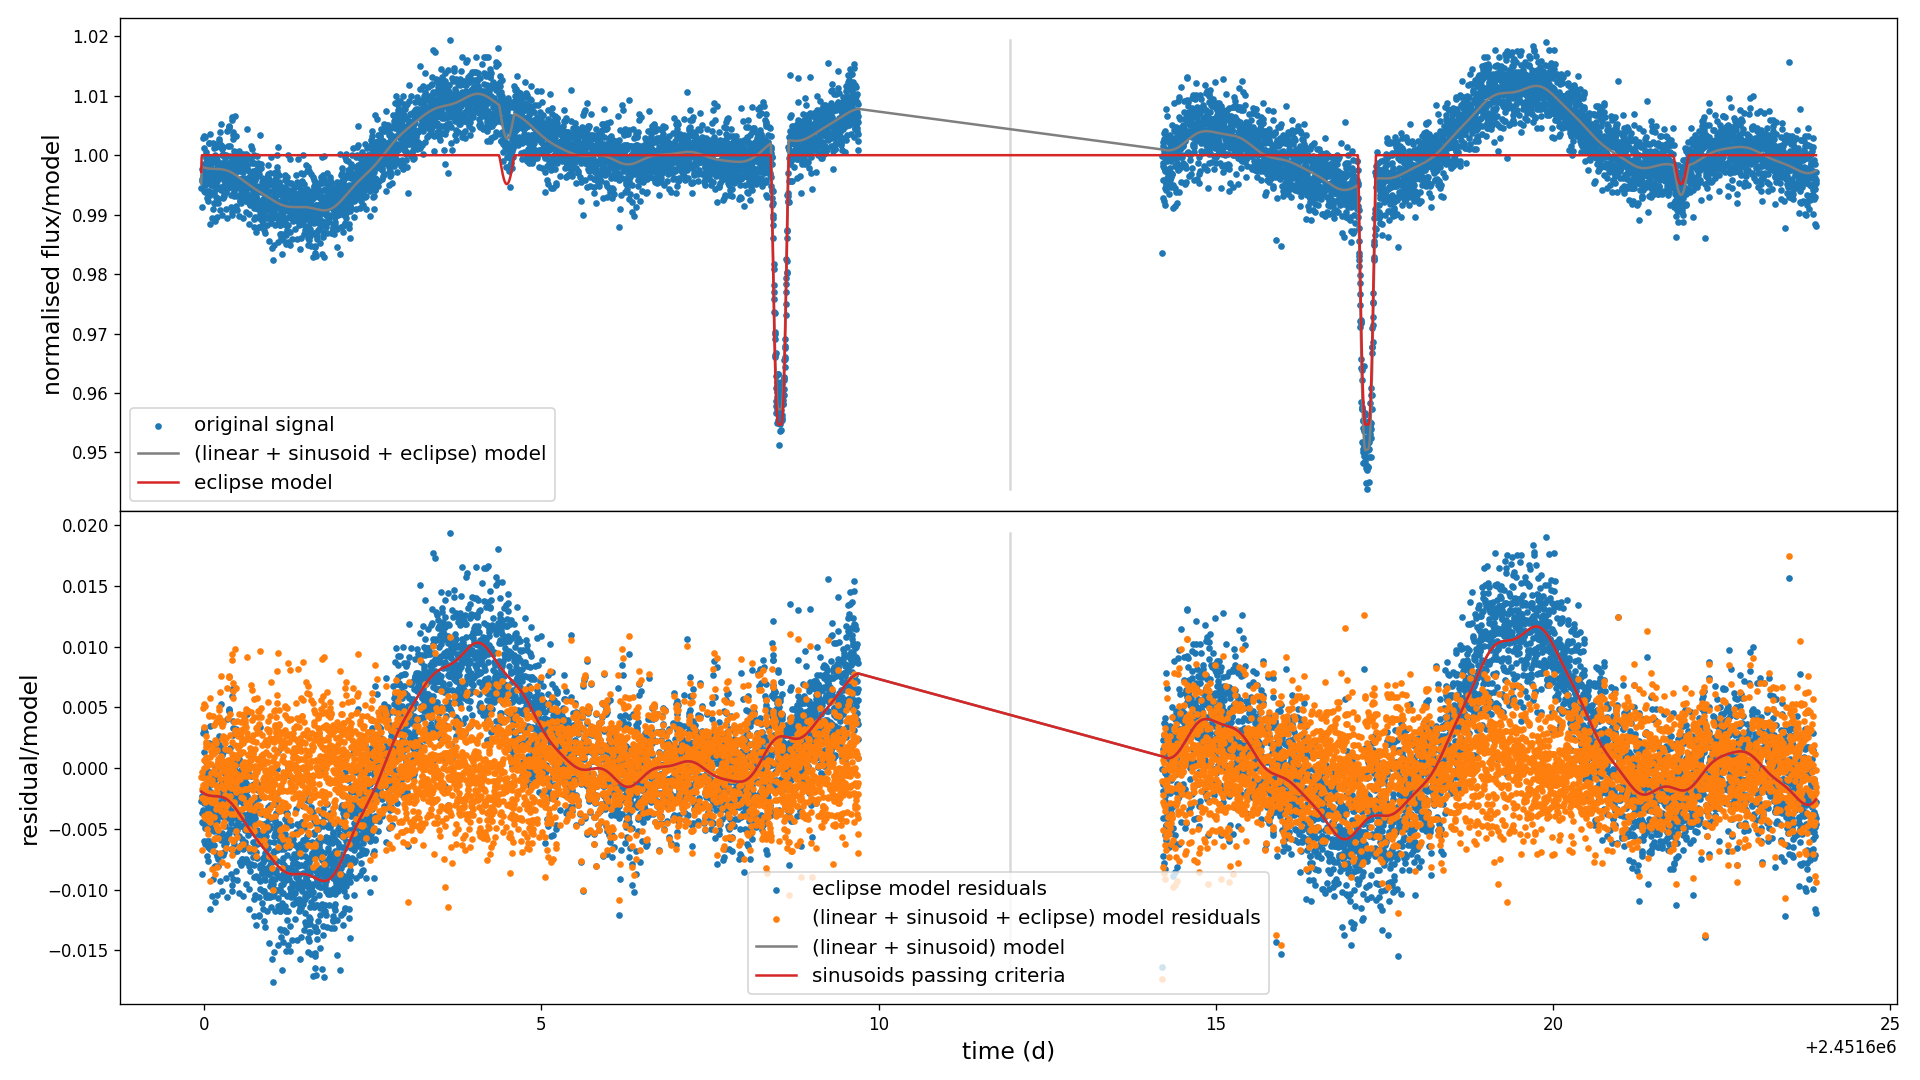 1.02
1.01
1.00
0.99
0.98
0.97
0.96
0.95
normalised flux/model
original signal
(linear + sinusoid + eclipse) model
eclipse model
0.020
0.015
0.010
0.005
0.000
−0.005
−0.010
−0.015
residual/model
eclipse model residuals
(linear + sinusoid + eclipse) model residuals
(linear + sinusoid) model
sinusoids passing criteria
0 5 10 15 20 25
time (d)
+2.4516e6